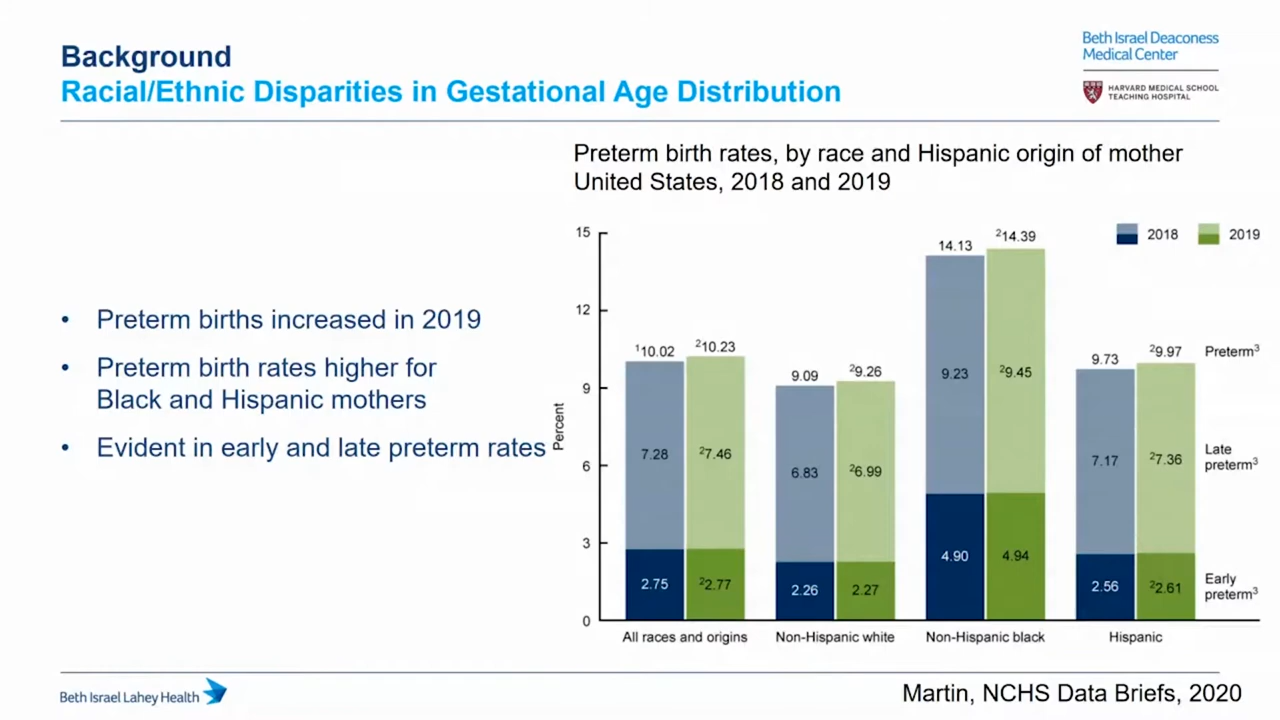 Background
Racial/Ethnic Disparities in Gestational Age Distribution
Beth Israel Deaconess
Medical Center
HARVARD MEDICAL SCHOOL
TEACHING HOSPITAL
• Preterm births increased in 2019
• Preterm birth rates higher for
Black and Hispanic mothers
• Evident in early and late preterm rates
Preterm birth rates, by race and Hispanic origin of mother
United States, 2018 and 2019
2018 2019
Percent
15
12
9
6
3
0
¹10.02 ²10.23
7.28 ²7.46
2.75 ²2.77
All races and origins
9.09 ²9.26
6.83 ²6.99
2.26 2.27
Non-Hispanic white
14.13 ²14.39
9.23 ²9.45
4.90 4.94
Non-Hispanic black
9.73 ²9.97
7.17 ²7.36
2.56 ²2.61
Hispanic
Preterm³
Late
preterm³
Early
preterm³
Beth Israel Lahey Health
Martin, NCHS Data Briefs, 2020